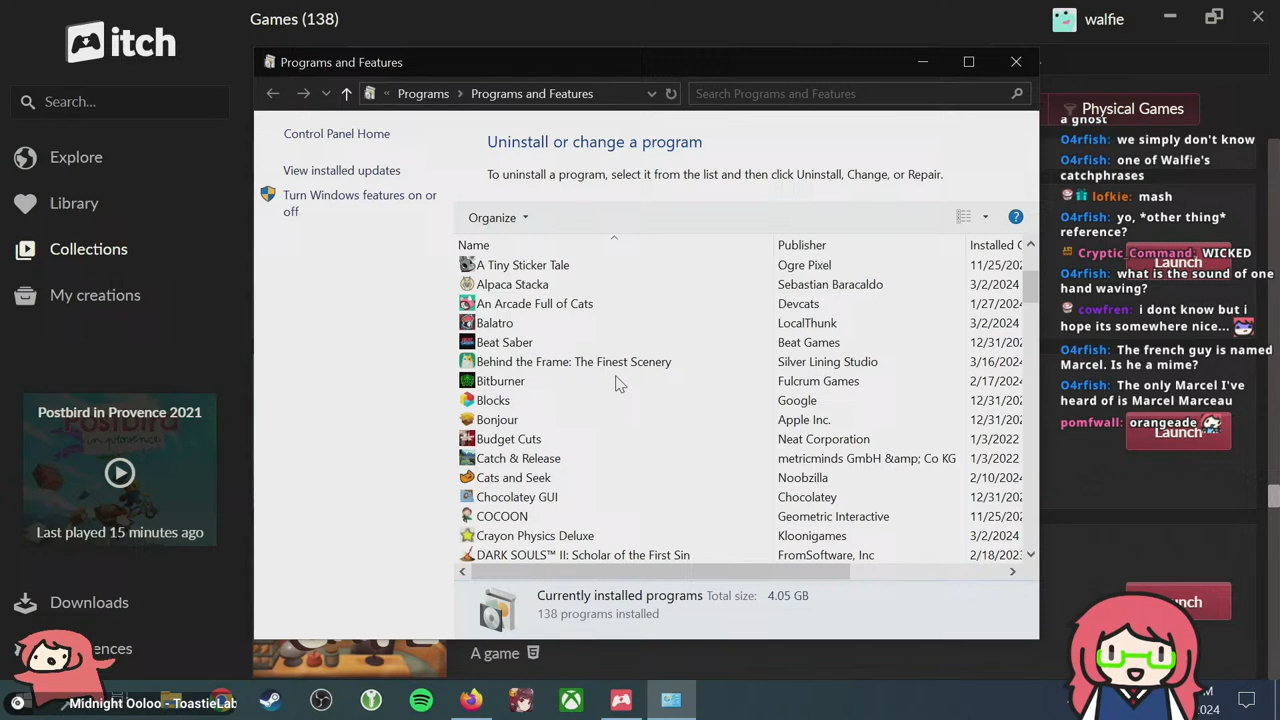 itch
Games (138)
walfie
Search...
Explore
Library
Collections
My creations
Postbird in Provence 2021
Last played 15 minutes ago
Downloads
Midnight Ooloo - ToastieLab
Programs and Features
« Programs > Programs and Features
Search Programs and Features
Control Panel Home
View installed updates
Turn Windows features on or
off
Uninstall or change a program
To uninstall a program, select it from the list and then click Uninstall, Change, or Repair.
Organize
Name Publisher Installed
A Tiny Sticker Tale Ogre Pixel 11/25/202
Alpaca Stacka Sebastian Baracaldo 3/2/2024
An Arcade Full of Cats Devcats 1/27/2024
Balatro LocalThunk 3/2/2024
Beat Saber Beat Games 12/31/202
Behind the Frame: The Finest Scenery Silver Lining Studio 3/16/2024
Bitburner Fulcrum Games 2/17/2024
Blocks Google 12/31/202
Bonjour Apple Inc. 12/31/202
Budget Cuts Neat Corporation 1/3/2022
Catch & Release metricminds GmbH &amp; Co KG 1/3/2022
Cats and Seek Noobzilla 2/10/2024
Chocolatey GUI Chocolatey 12/31/202
COCOON Geometric Interactive 11/25/202
Crayon Physics Deluxe Kloonigames 3/2/2024
DARK SOULS™ II: Scholar of the First Sin FromSoftware, Inc 2/18/2023
Currently installed programs Total size: 4.05 GB
138 programs installed
A game
Physical Games
a ghost
O4rfish: we simply don't know
O4rfish: one of Walfie's
catchphrases
lofkie: mash
O4rfish: yo, *other thing*
reference?
Cryptic_Command: WICKED
Launch
O4rfish: what is the sound of one
hand waving?
cowfren: i dont know but i
hope its somewhere nice...
O4rfish: The french guy is named
Marcel. Is he a mime?
O4rfish: The only Marcel I've
heard of is Marcel Marceau
pomfwall: orangeade
Launch